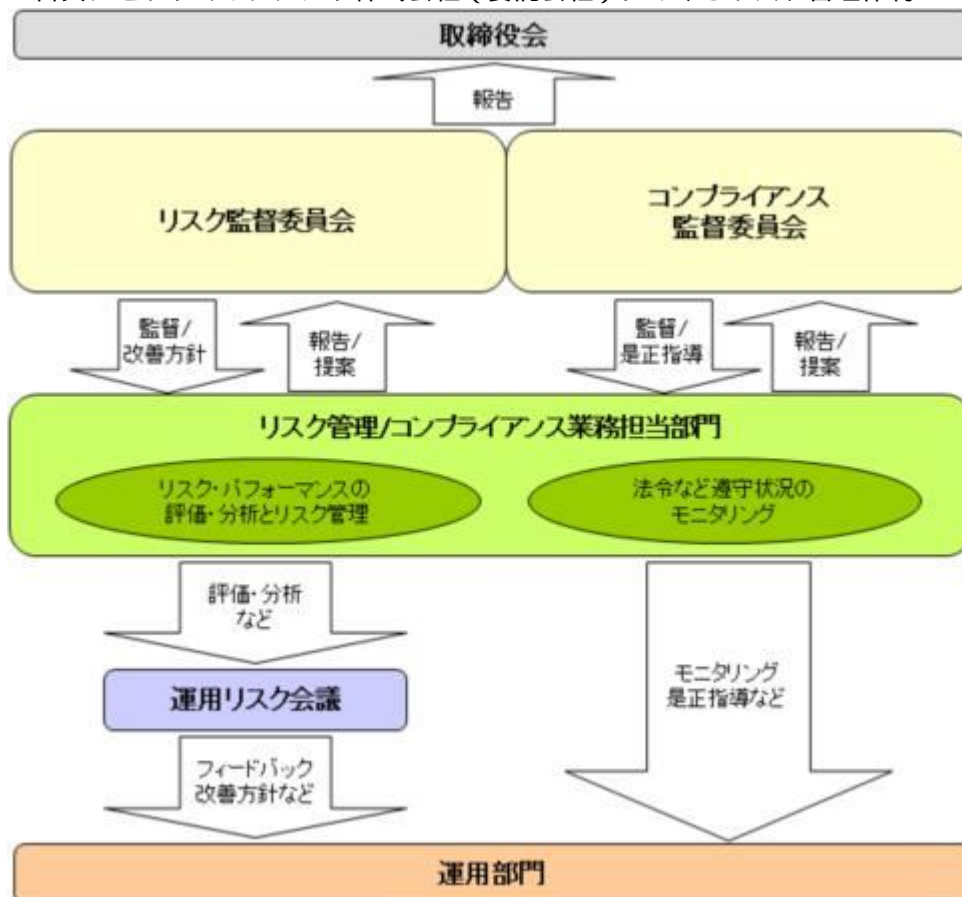 取締役会
報告
リスク監督委員会
コンプライアンス
監督委員会
監督/
改善方針
報告/
提案
監督/
是正指導
報告/
提案
リスク管理/コンプライアンス業務担当部門
リスク・パフォーマンスの
評価・分析とリスク管理
法令など遵守状況の
モニタリング
評価・分析
など
運用リスク会議
モニタリング
是正指導など
フィードバック
改善方針など
運用部門